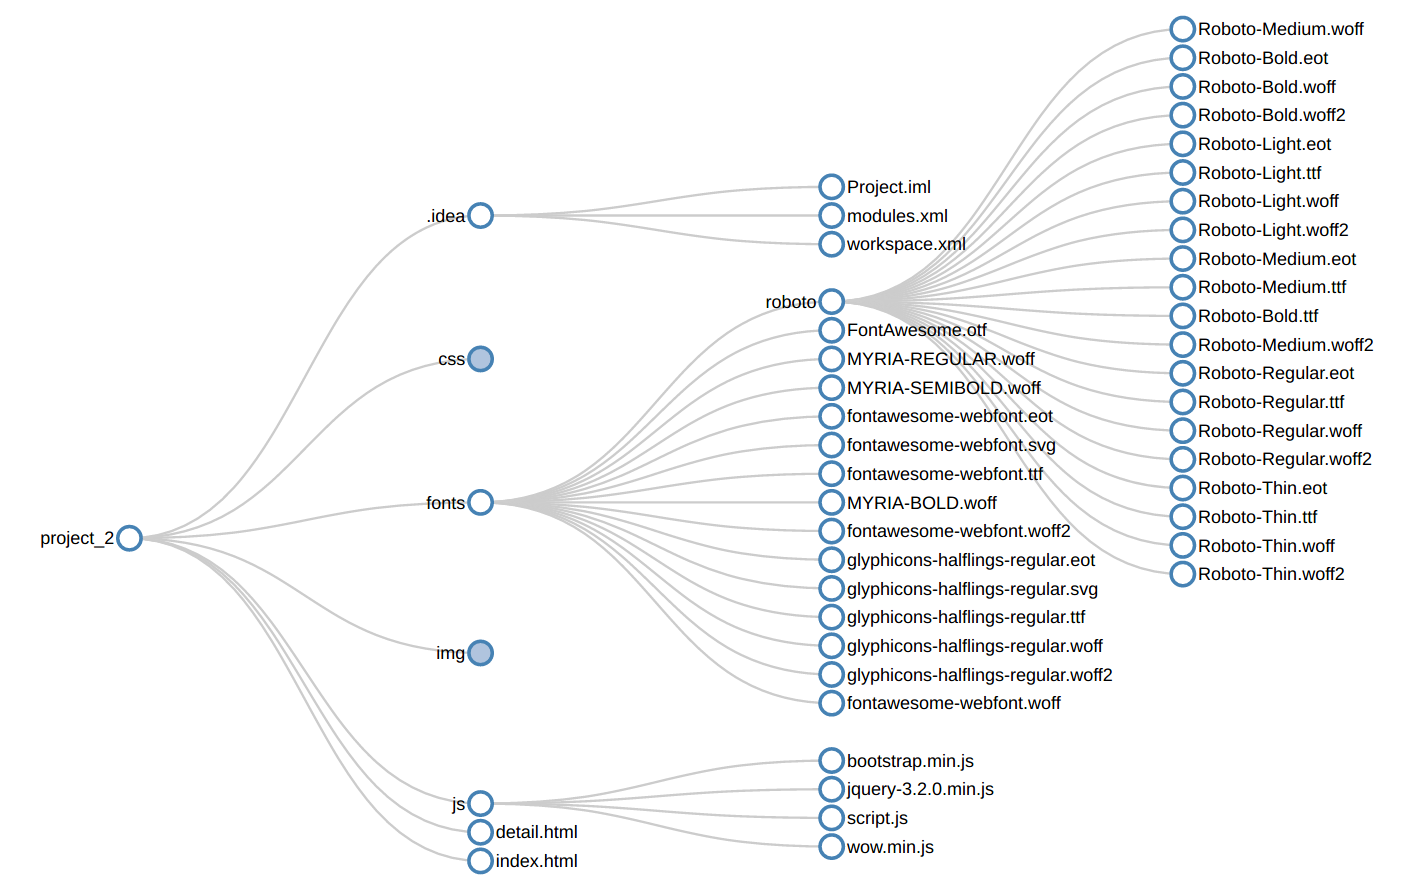 project_2
.idea
Project.iml
modules.xml
workspace.xml
css
fonts
roboto
Roboto-Medium.woff
Roboto-Bold.eot
Roboto-Bold.woff
Roboto-Bold.woff2
Roboto-Light.eot
Roboto-Light.ttf
Roboto-Light.woff
Roboto-Light.woff2
Roboto-Medium.eot
Roboto-Medium.ttf
Roboto-Bold.ttf
Roboto-Medium.woff2
Roboto-Regular.eot
Roboto-Regular.ttf
Roboto-Regular.woff
Roboto-Regular.woff2
Roboto-Thin.eot
Roboto-Thin.ttf
Roboto-Thin.woff
Roboto-Thin.woff2
FontAwesome.otf
MYRIA-REGULAR.woff
MYRIA-SEMIBOLD.woff
fontawesome-webfont.eot
fontawesome-webfont.svg
fontawesome-webfont.ttf
MYRIA-BOLD.woff
fontawesome-webfont.woff2
glyphicons-halflings-regular.eot
glyphicons-halflings-regular.svg
glyphicons-halflings-regular.ttf
glyphicons-halflings-regular.woff
glyphicons-halflings-regular.woff2
fontawesome-webfont.woff
img
js
bootstrap.min.js
jquery-3.2.0.min.js
script.js
wow.min.js
detail.html
index.html